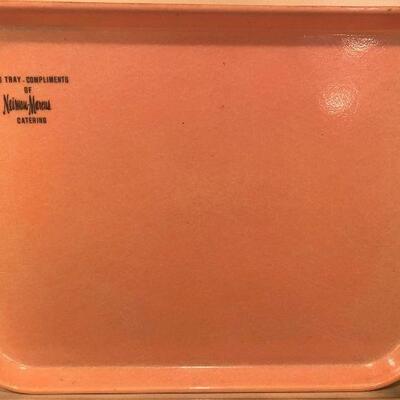 TRAY-COMPLIMENTS
OF
Neiman-Marcus
CATERING